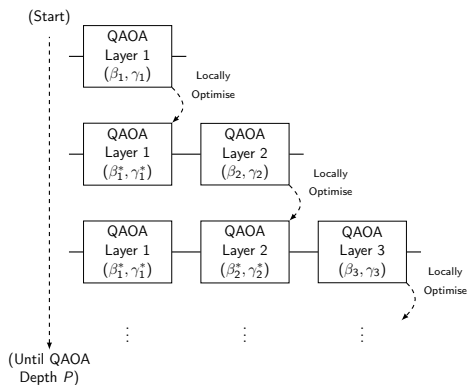 (Start)
QAOA
Layer 1
(β₁, γ₁)
Locally
Optimise
QAOA
Layer 1
(β₁*, γ₁*)
QAOA
Layer 2
(β₂, γ₂)
Locally
Optimise
QAOA
Layer 1
(β₁*, γ₁*)
QAOA
Layer 2
(β₂*, γ₂*)
QAOA
Layer 3
(β₃, γ₃)
Locally
Optimise
⋮ ⋮ ⋮
(Until QAOA
Depth P)